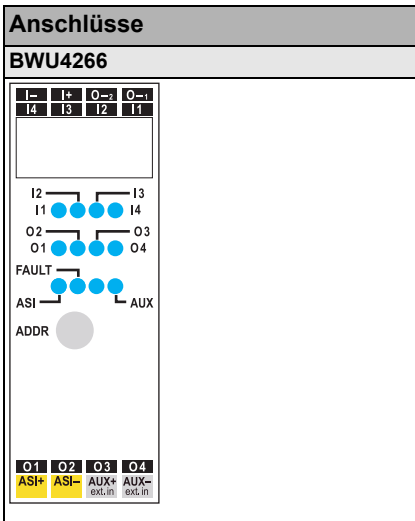 Anschlüsse
BWU4266
I– I+ O–₂ O–₁
I4 I3 I2 I1
I2 I3
I1 I4
O2 O3
O1 O4
FAULT
ASI AUX
ADDR
O1 O2 O3 O4
ASI+ ASI– AUX+ AUX–
ext.in ext.in